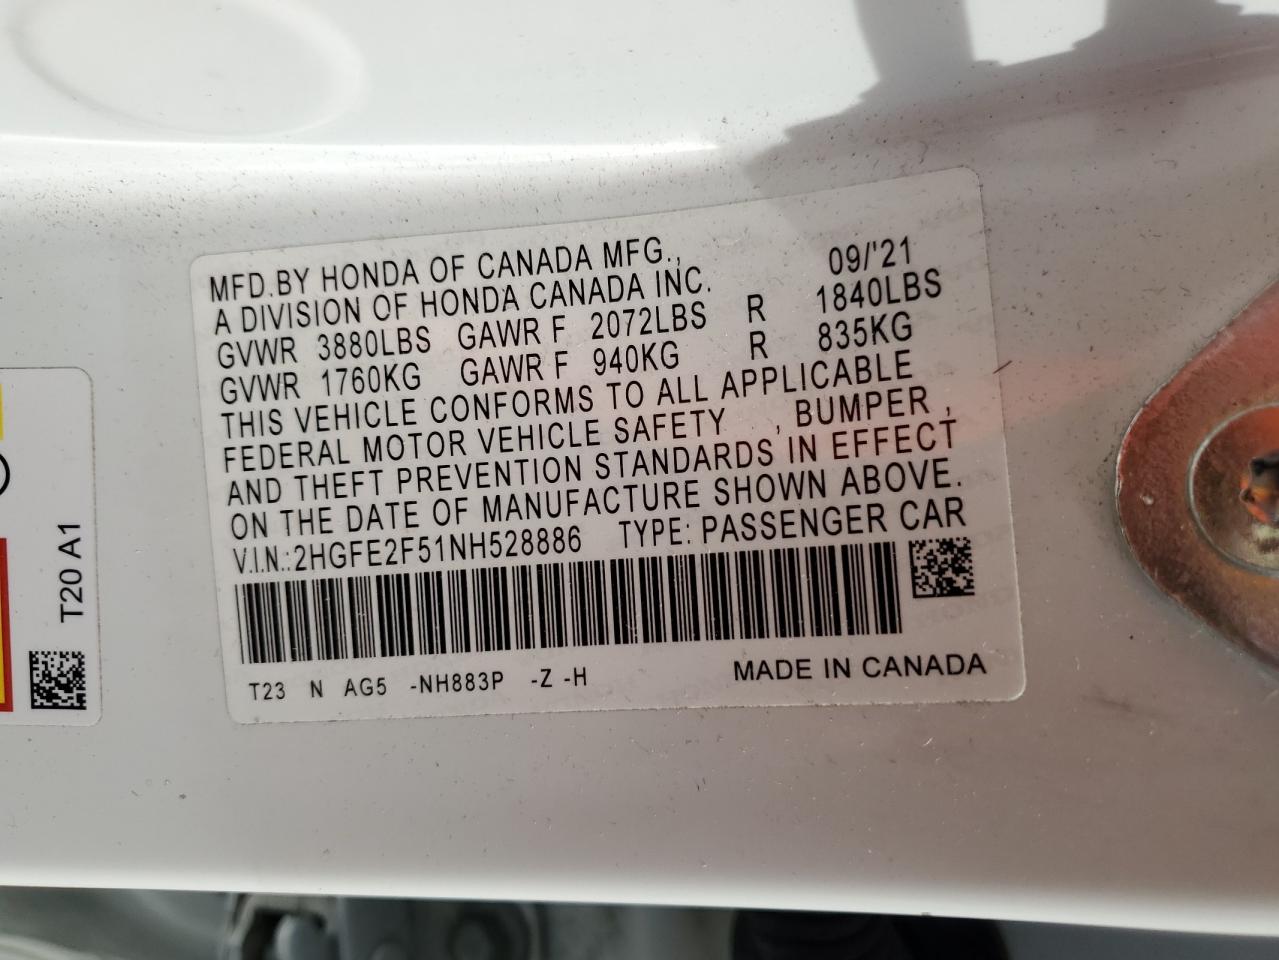 MFD.BY HONDA OF CANADA MFG., 09/'21
A DIVISION OF HONDA CANADA INC.
GVWR 3880LBS GAWR F 2072LBS R 1840LBS
GVWR 1760KG GAWR F 940KG R 835KG
THIS VEHICLE CONFORMS TO ALL APPLICABLE
FEDERAL MOTOR VEHICLE SAFETY , BUMPER ,
AND THEFT PREVENTION STANDARDS IN EFFECT
ON THE DATE OF MANUFACTURE SHOWN ABOVE.
V.I.N.:2HGFE2F51NH528886 TYPE: PASSENGER CAR
T23 N AG5 -NH883P -Z -H MADE IN CANADA
T20 A1